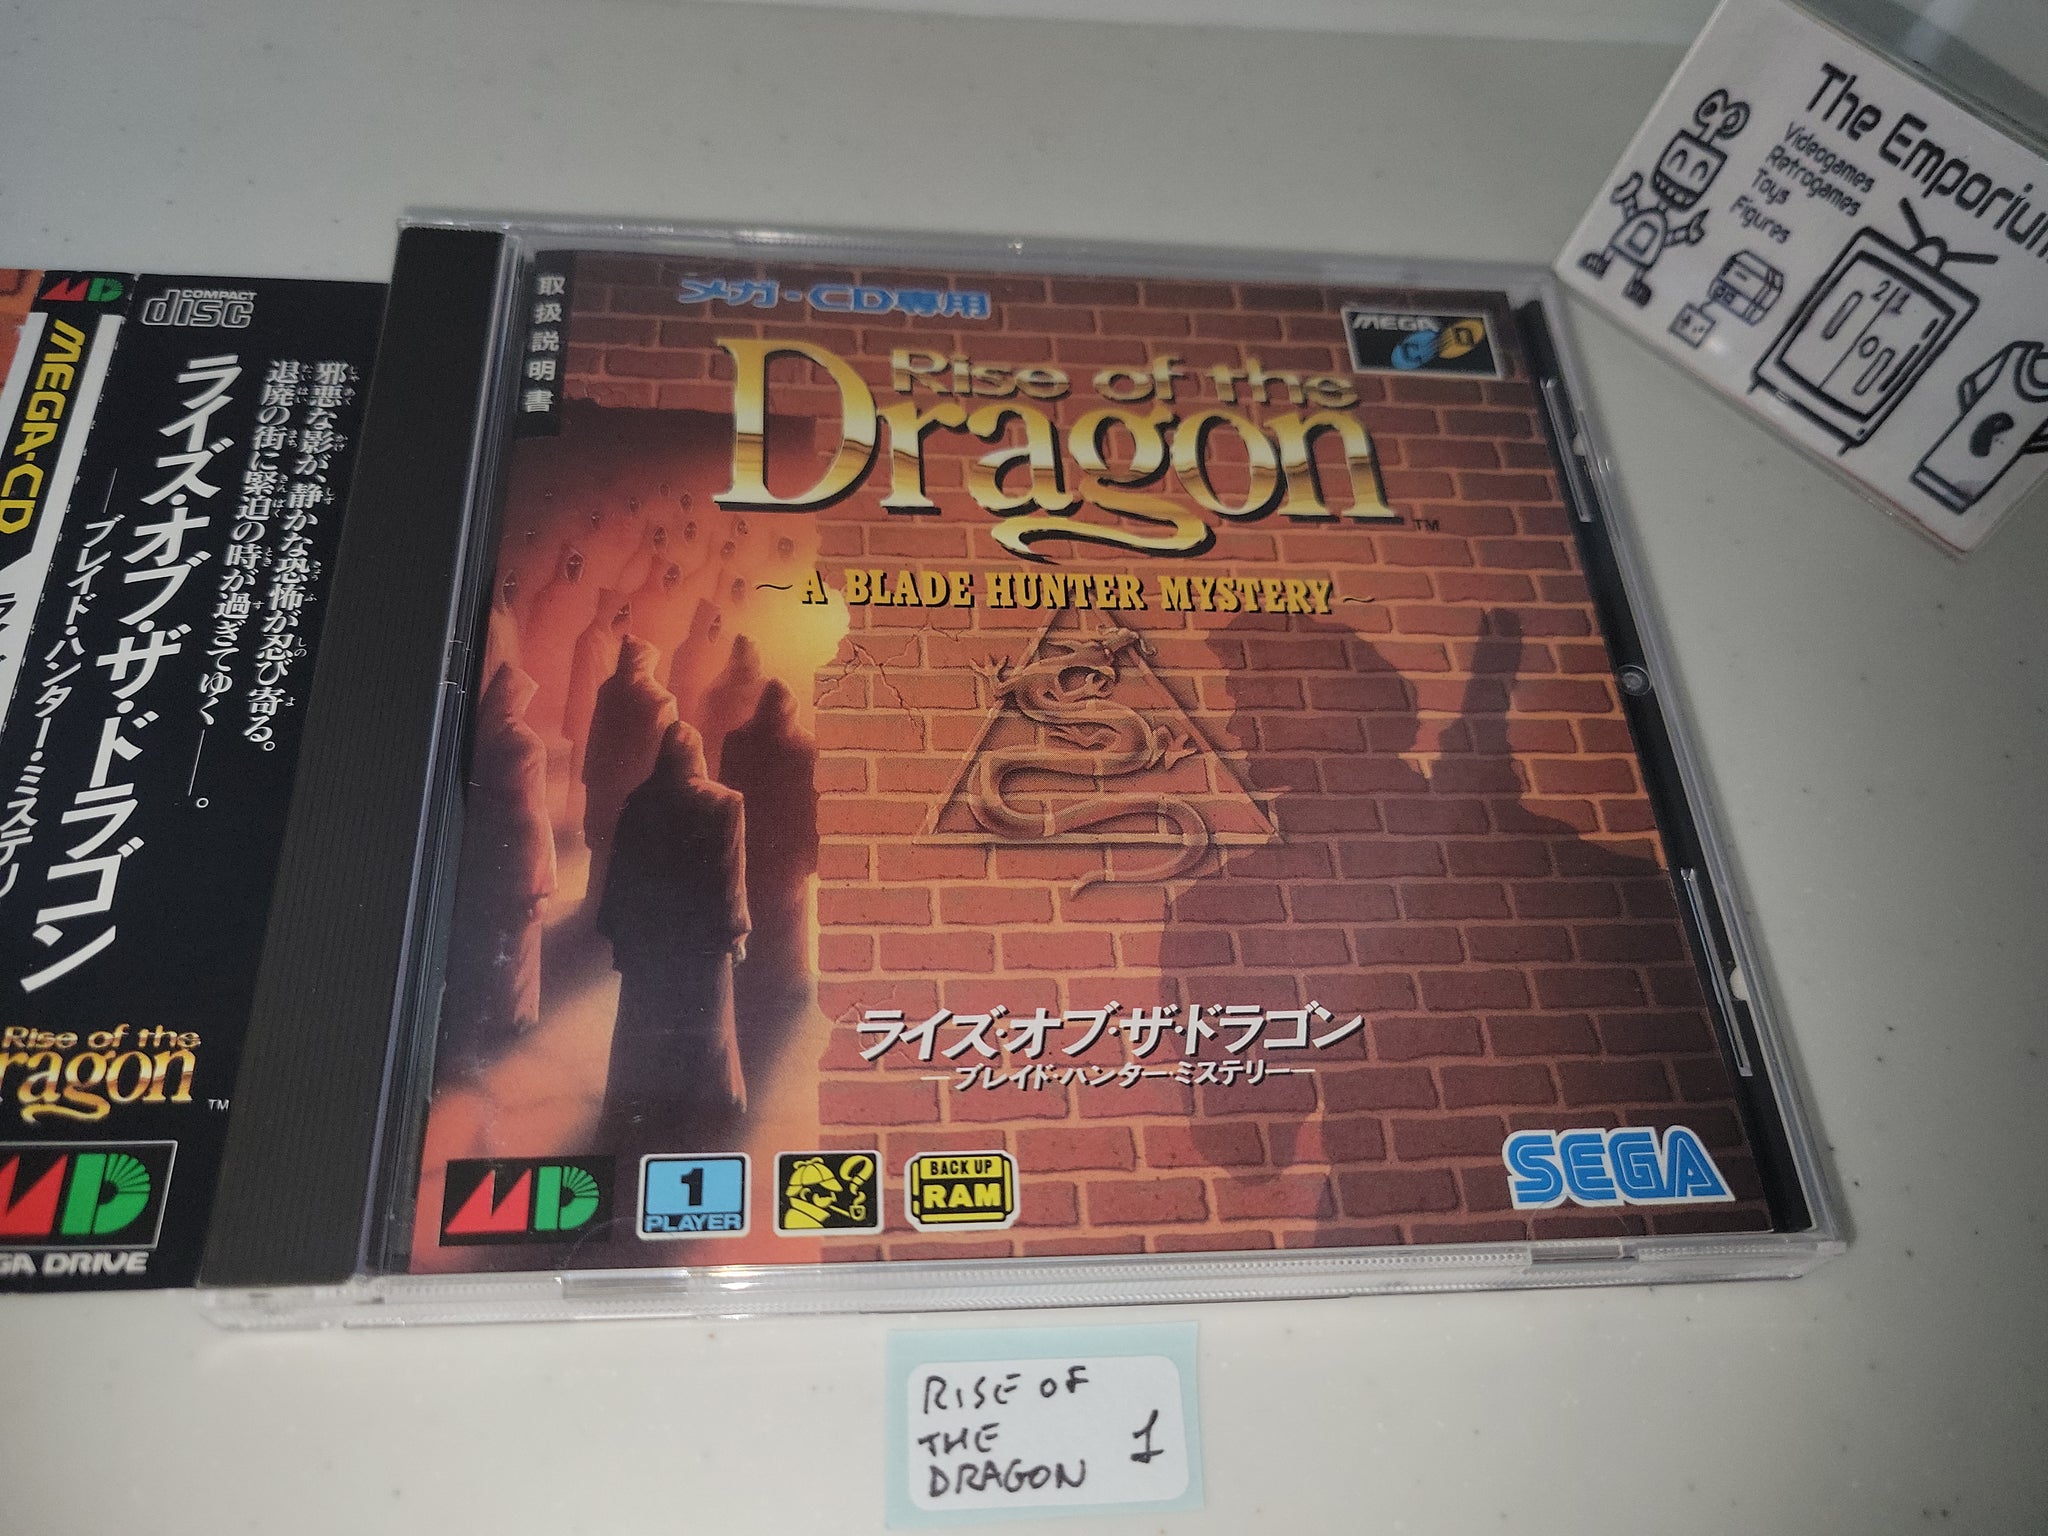 The Emporium
Videogames
Retrogames
Toys
Figures
21
COMPACT
disc
邪悪な影が、静かな恐怖が忍び寄る。
退廃の街に緊迫の時が過ぎてゆく——。
ライズ・オブ・ザ・ドラゴン
—ブレイド・ハンター・ミステリ
Rise of the
ragon
TM
MD
GA DRIVE
MD
MEGA-CD
取扱説明書
メガ・CD専用
MEGA
CD
Rise of the
Dragon
TM
~A BLADE HUNTER MYSTERY~
ライズ・オブ・ザ・ドラゴン
—ブレイド・ハンター・ミステリー—
MD
1
PLAYER
BACK UP
RAM
SEGA
RISE OF
THE
DRAGON
1